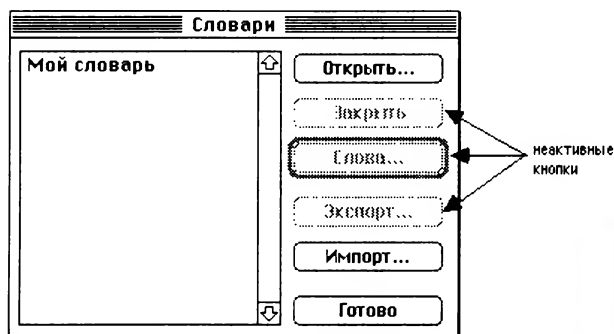 Словари
Мой словарь
Открыть...
Закрыть
Слова...
Экспорт...
Импорт...
Готово
неактивные
кнопки